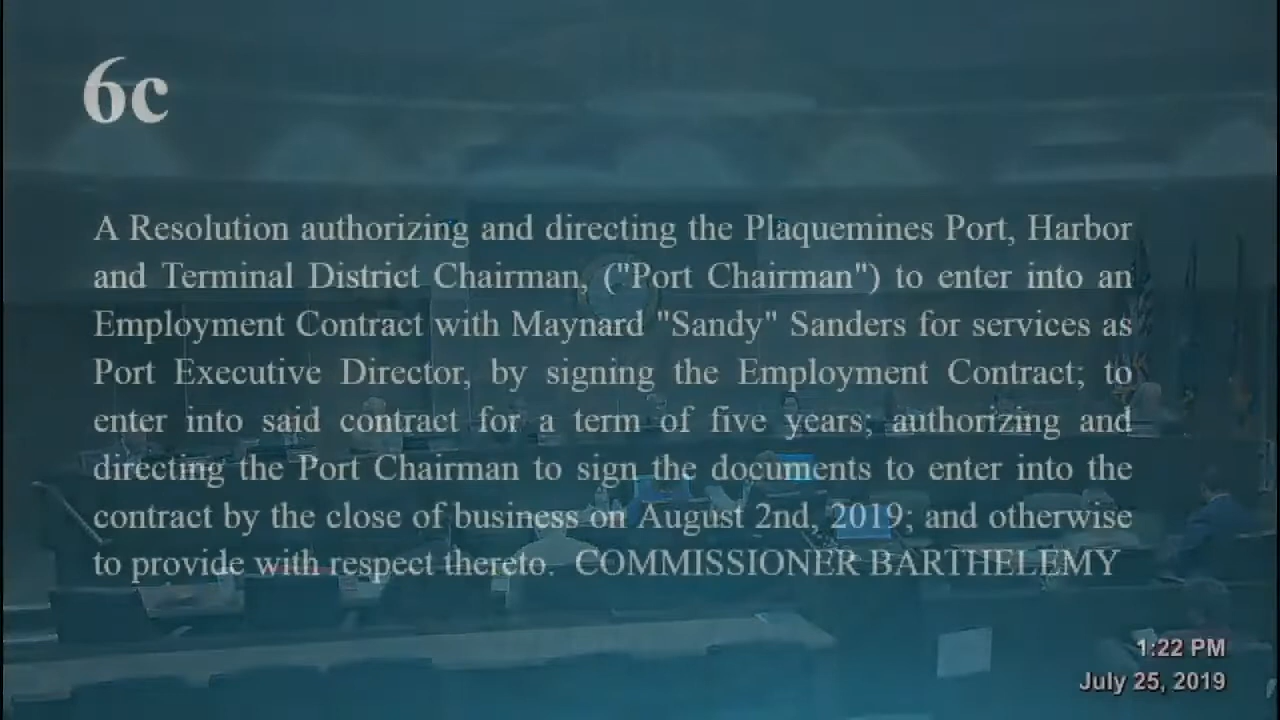 6c
A Resolution authorizing and directing the Plaquemines Port, Harbor
and Terminal District Chairman, ("Port Chairman") to enter into an
Employment Contract with Maynard "Sandy" Sanders for services as
Port Executive Director, by signing the Employment Contract; to
enter into said contract for a term of five years; authorizing and
directing the Port Chairman to sign the documents to enter into the
contract by the close of business on August 2nd, 2019; and otherwise
to provide with respect thereto.  COMMISSIONER BARTHELEMY
1:22 PM
July 25, 2019